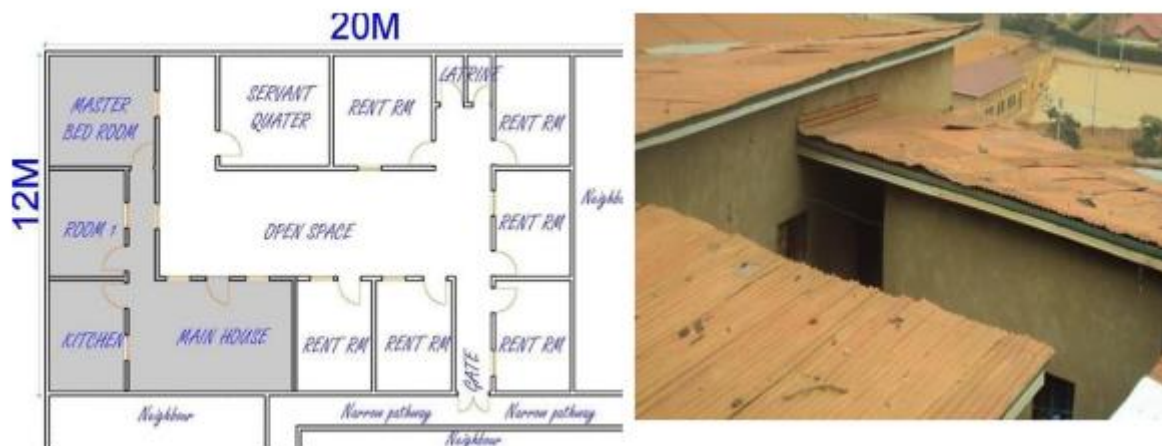 20M
12M
MASTER
BED ROOM
SERVANT
QUATER
RENT RM
LATRINE
RENT RM
ROOM 1
OPEN SPACE
RENT RM
Neighb
KITCHEN
MAIN HOUSE
RENT RM
RENT RM
GATE
RENT RM
Neighbour
Narrow pathway
Narrow pathway
Neighbour